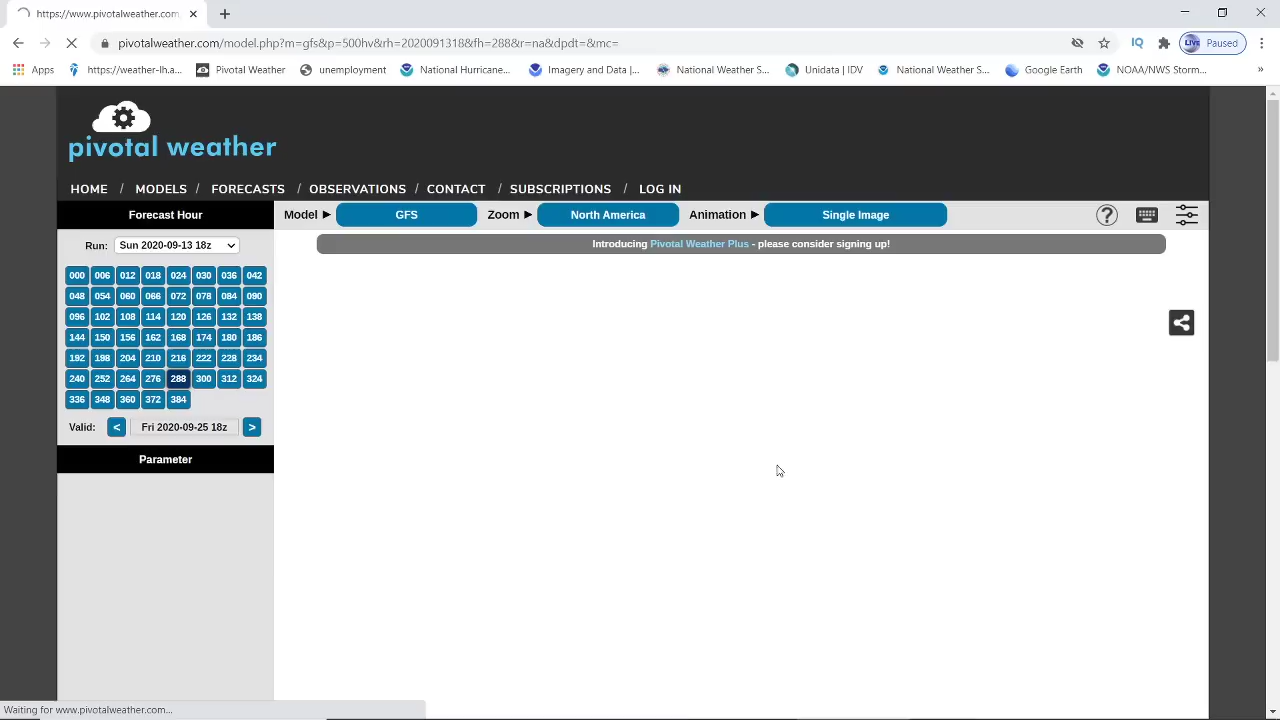 https://www.pivotalweather.com
pivotalweather.com/model.php?m=gfs&p=500hv&rh=2020091318&fh=288&r=na&dpdt=&mc=
IQ
LIVE
Paused
Apps
https://weather-lh.a...
Pivotal Weather
unemployment
National Hurricane...
Imagery and Data |...
National Weather S...
Unidata | IDV
National Weather S...
Google Earth
NOAA/NWS Storm...
»
pivotal weather
HOME / MODELS / FORECASTS / OBSERVATIONS / CONTACT / SUBSCRIPTIONS / LOG IN
Forecast Hour
Model ► GFS Zoom ► North America Animation ► Single Image
?
Run: Sun 2020-09-13 18z
Introducing Pivotal Weather Plus - please consider signing up!
000 006 012 018 024 030 036 042
048 054 060 066 072 078 084 090
096 102 108 114 120 126 132 138
144 150 156 162 168 174 180 186
192 198 204 210 216 222 228 234
240 252 264 276 288 300 312 324
336 348 360 372 384
Valid: < Fri 2020-09-25 18z >
Parameter
Waiting for www.pivotalweather.com...